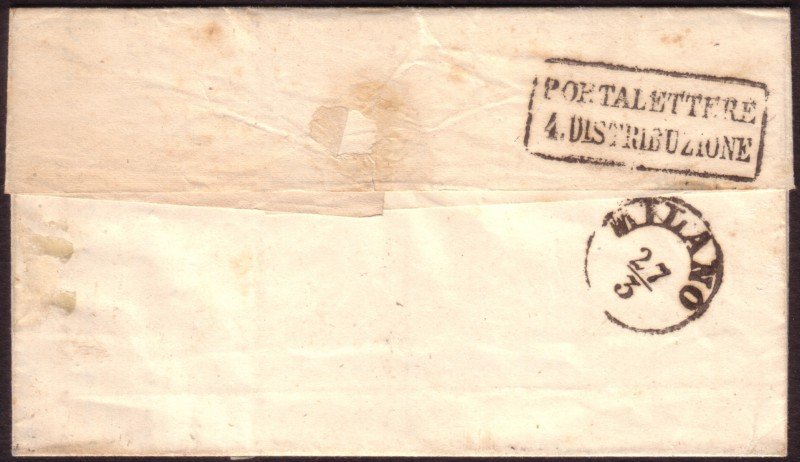 PORTALETTERE
4. DISTRIBUZIONE
MILANO
27
3